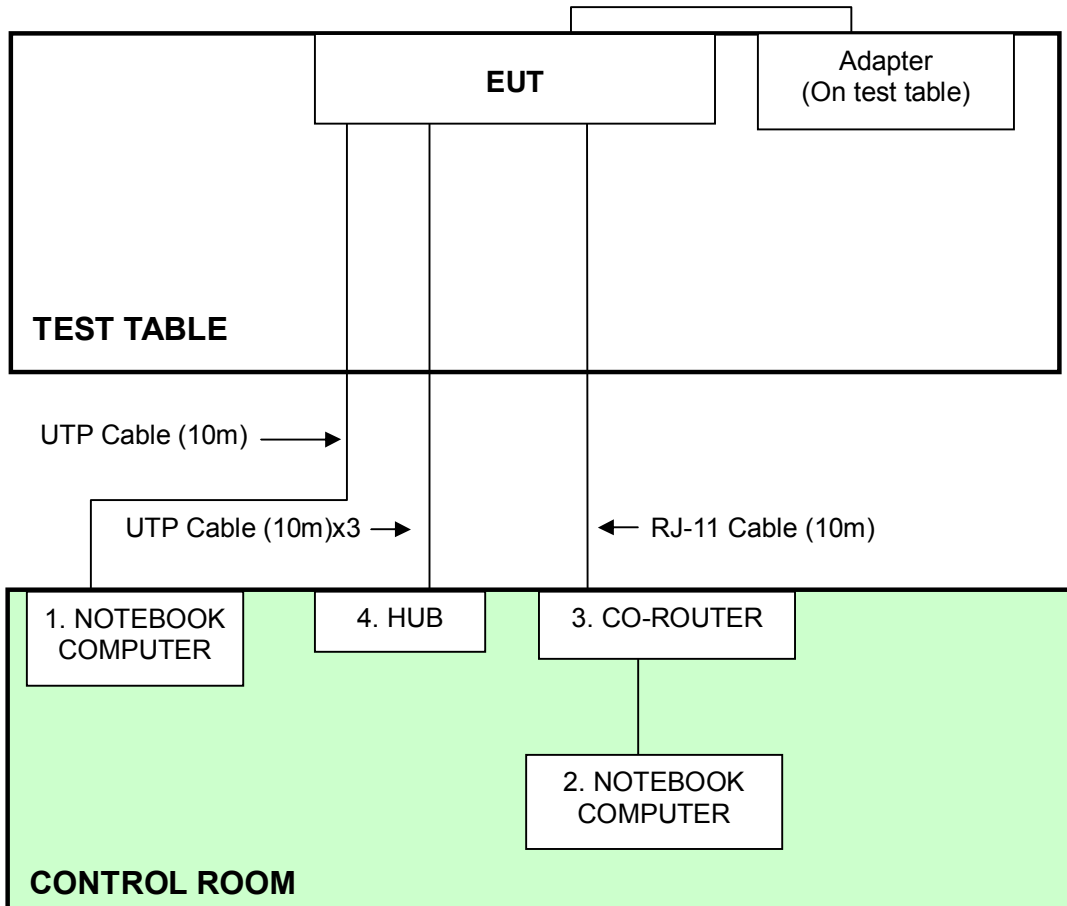 EUT
Adapter
(On test table)
TEST TABLE
UTP Cable (10m)
UTP Cable (10m)x3
RJ-11 Cable (10m)
1. NOTEBOOK
COMPUTER
4. HUB
3. CO-ROUTER
2. NOTEBOOK
COMPUTER
CONTROL ROOM